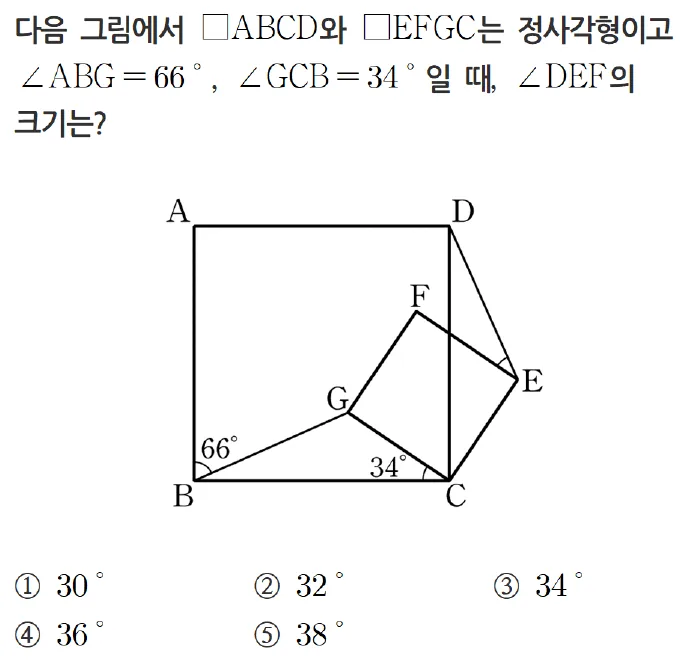 다음 그림에서 □ABCD와 □EFGC는 정사각형이고
∠ABG=66°, ∠GCB=34°일 때, ∠DEF의
크기는?
A D
F
E
G
66°
34°
B C
① 30° ② 32° ③ 34°
④ 36° ⑤ 38°